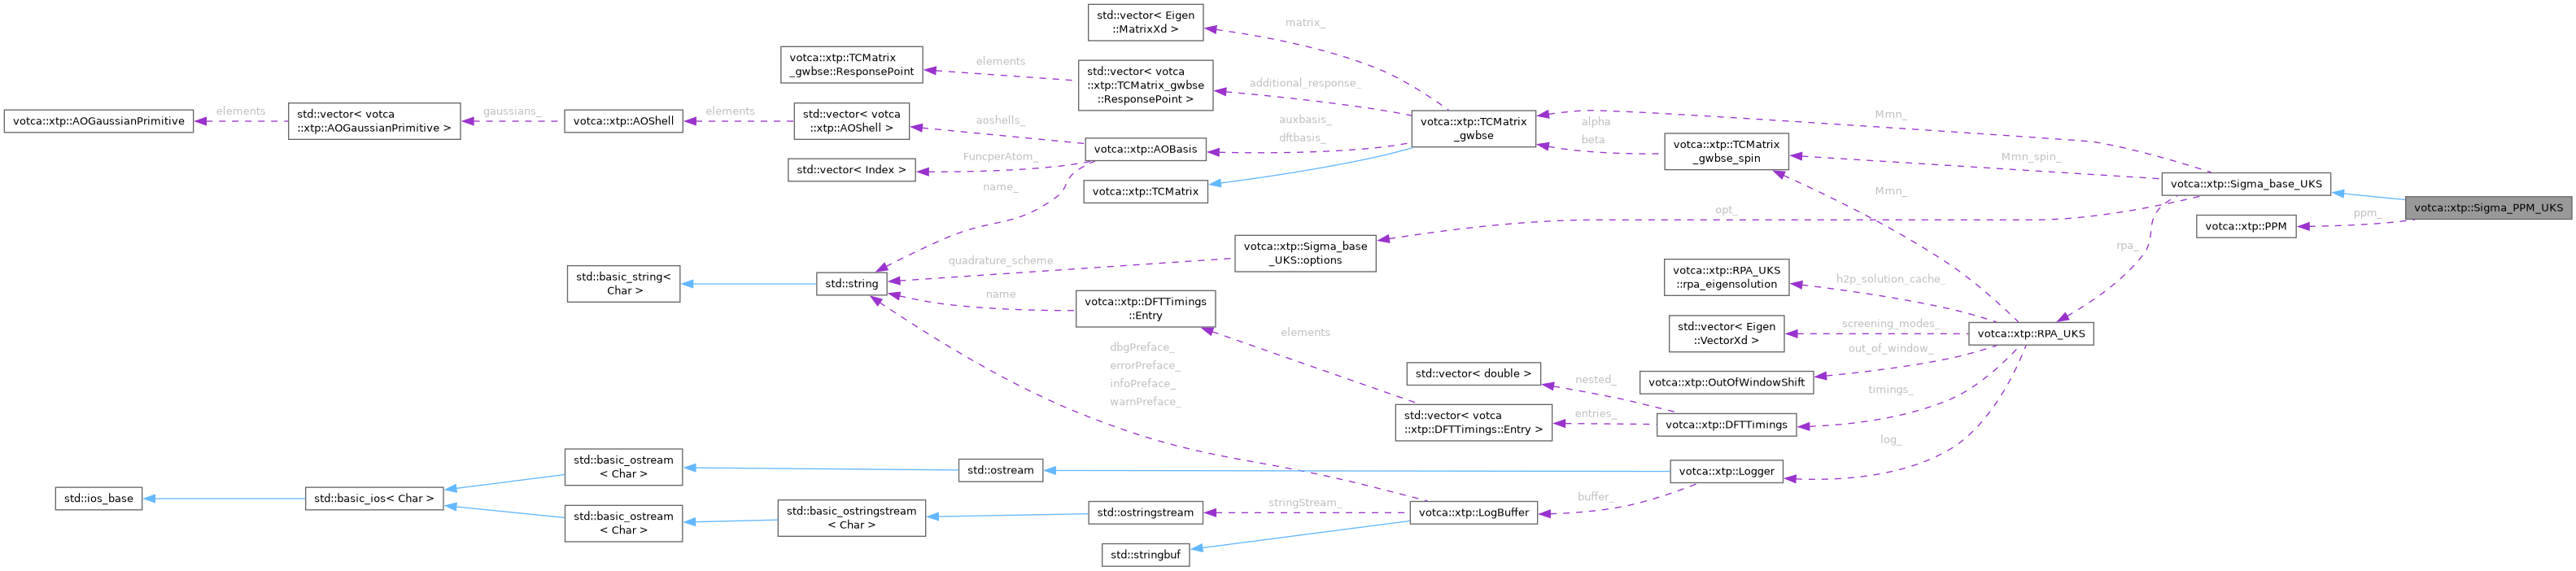 std::vector< Eigen
::MatrixXd >
matrix_
votca::xtp::TCMatrix
_gwbse::ResponsePoint
elements
std::vector< votca
::xtp::TCMatrix_gwbse
::ResponsePoint >
additional_response_
votca::xtp::AOGaussianPrimitive
elements
std::vector< votca
::xtp::AOGaussianPrimitive >
gaussians_
votca::xtp::AOShell
elements
std::vector< votca
::xtp::AOShell >
aoshells_
votca::xtp::AOBasis
auxbasis_
dftbasis_
votca::xtp::TCMatrix
_gwbse
alpha
beta
votca::xtp::TCMatrix
_gwbse_spin
Mmn_
Mmn_spin_
Mmn_
votca::xtp::Sigma_base_UKS
votca::xtp::Sigma_PPM_UKS
ppm_
votca::xtp::PPM
std::vector< Index >
FuncperAtom_
name_
votca::xtp::TCMatrix
opt_
rpa_
votca::xtp::Sigma_base
_UKS::options
quadrature_scheme
std::basic_string<
Char >
std::string
name
votca::xtp::DFTTimings
::Entry
elements
votca::xtp::RPA_UKS
::rpa_eigensolution
h2p_solution_cache_
std::vector< Eigen
::VectorXd >
screening_modes_
votca::xtp::RPA_UKS
out_of_window_
votca::xtp::OutOfWindowShift
timings_
dbgPreface_
errorPreface_
infoPreface_
warnPreface_
std::vector< double >
nested_
std::vector< votca
::xtp::DFTTimings::Entry >
entries_
votca::xtp::DFTTimings
log_
std::basic_ostream
< Char >
std::ostream
votca::xtp::Logger
std::ios_base
std::basic_ios< Char >
std::basic_ostream
< Char >
std::basic_ostringstream
< Char >
std::ostringstream
stringStream_
votca::xtp::LogBuffer
buffer_
std::stringbuf